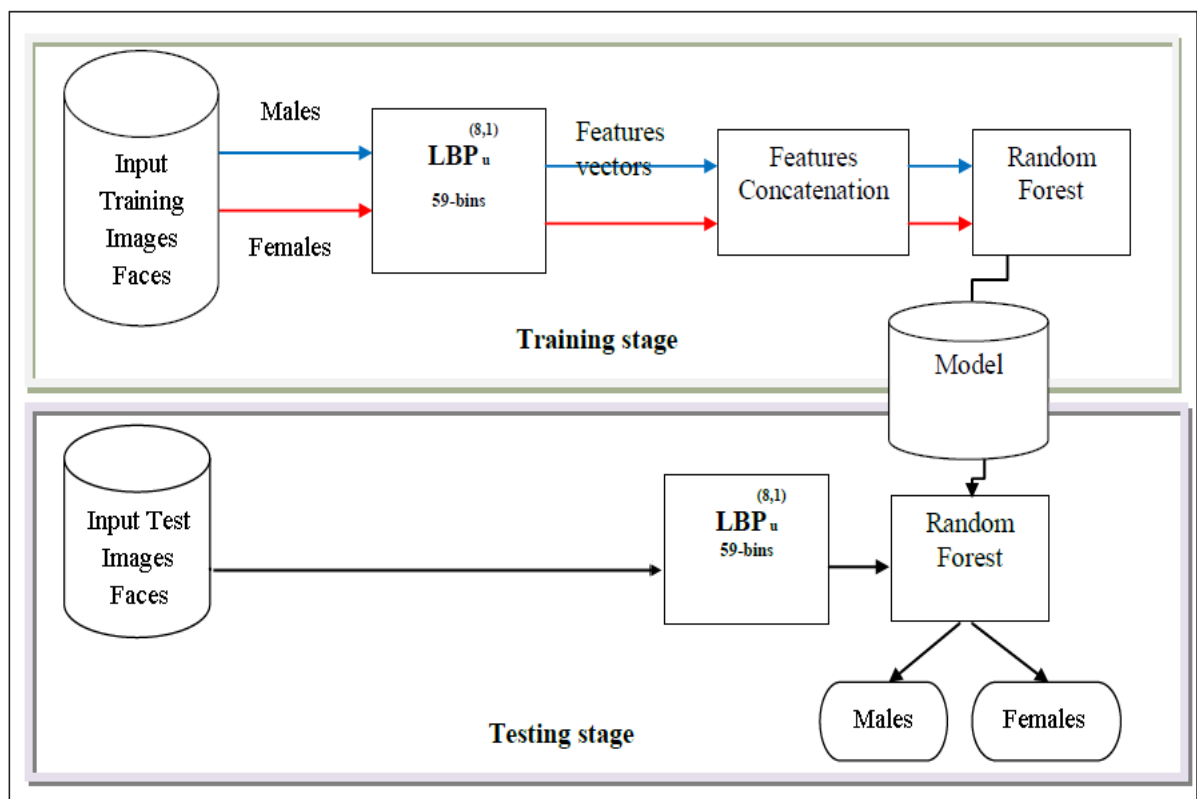 Input
Training
Images
Faces
Males
Females
(8,1)
LBP u
59-bins
Features
vectors
Features
Concatenation
Random
Forest
Training stage
Model
Input Test
Images
Faces
(8,1)
LBP u
59-bins
Random
Forest
Males
Females
Testing stage